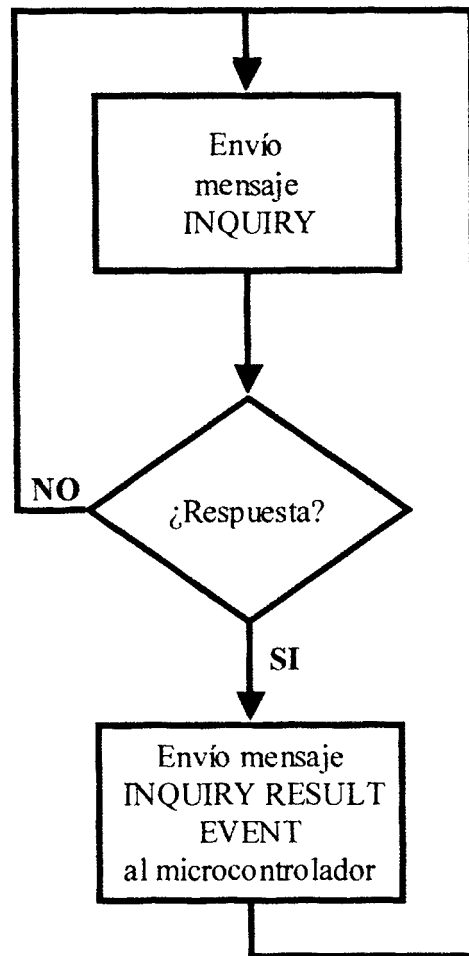 Envío
mensaje
INQUIRY
¿Respuesta?
NO
SI
Envío mensaje
INQUIRY RESULT
EVENT
al microcontrolador